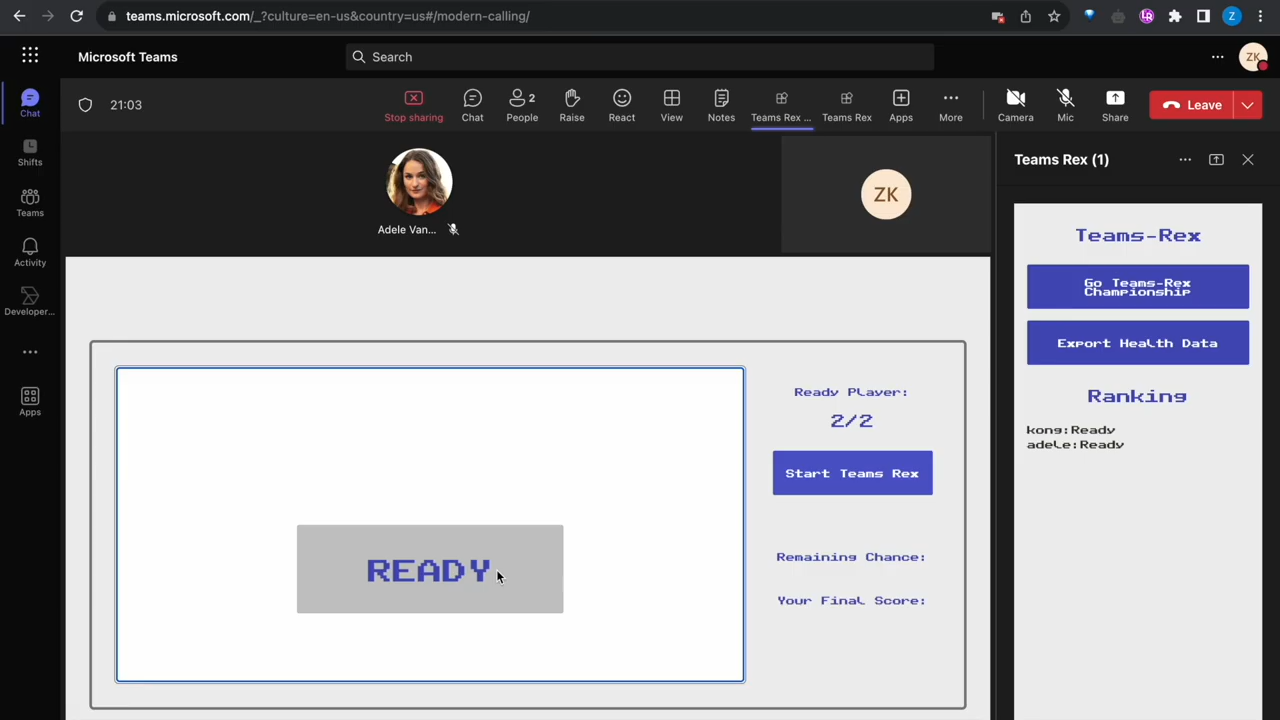 teams.microsoft.com/_?culture=en-us&country=us#/modern-calling/
Z
Microsoft Teams
Search
ZK
Chat
21:03
Stop sharing
Chat
People
2
Raise
React
View
Notes
Teams Rex ...
Teams Rex
Apps
More
Camera
Mic
Share
Leave
Shifts
Teams
Activity
Developer...
Apps
Adele Van...
ZK
Teams Rex (1)
Teams-Rex
Go Teams-Rex
Championship
Export Health Data
Ranking
kong:Ready
adele:Ready
READY
Ready Player:
2/2
Start Teams Rex
Remaining Chance:
Your Final Score: